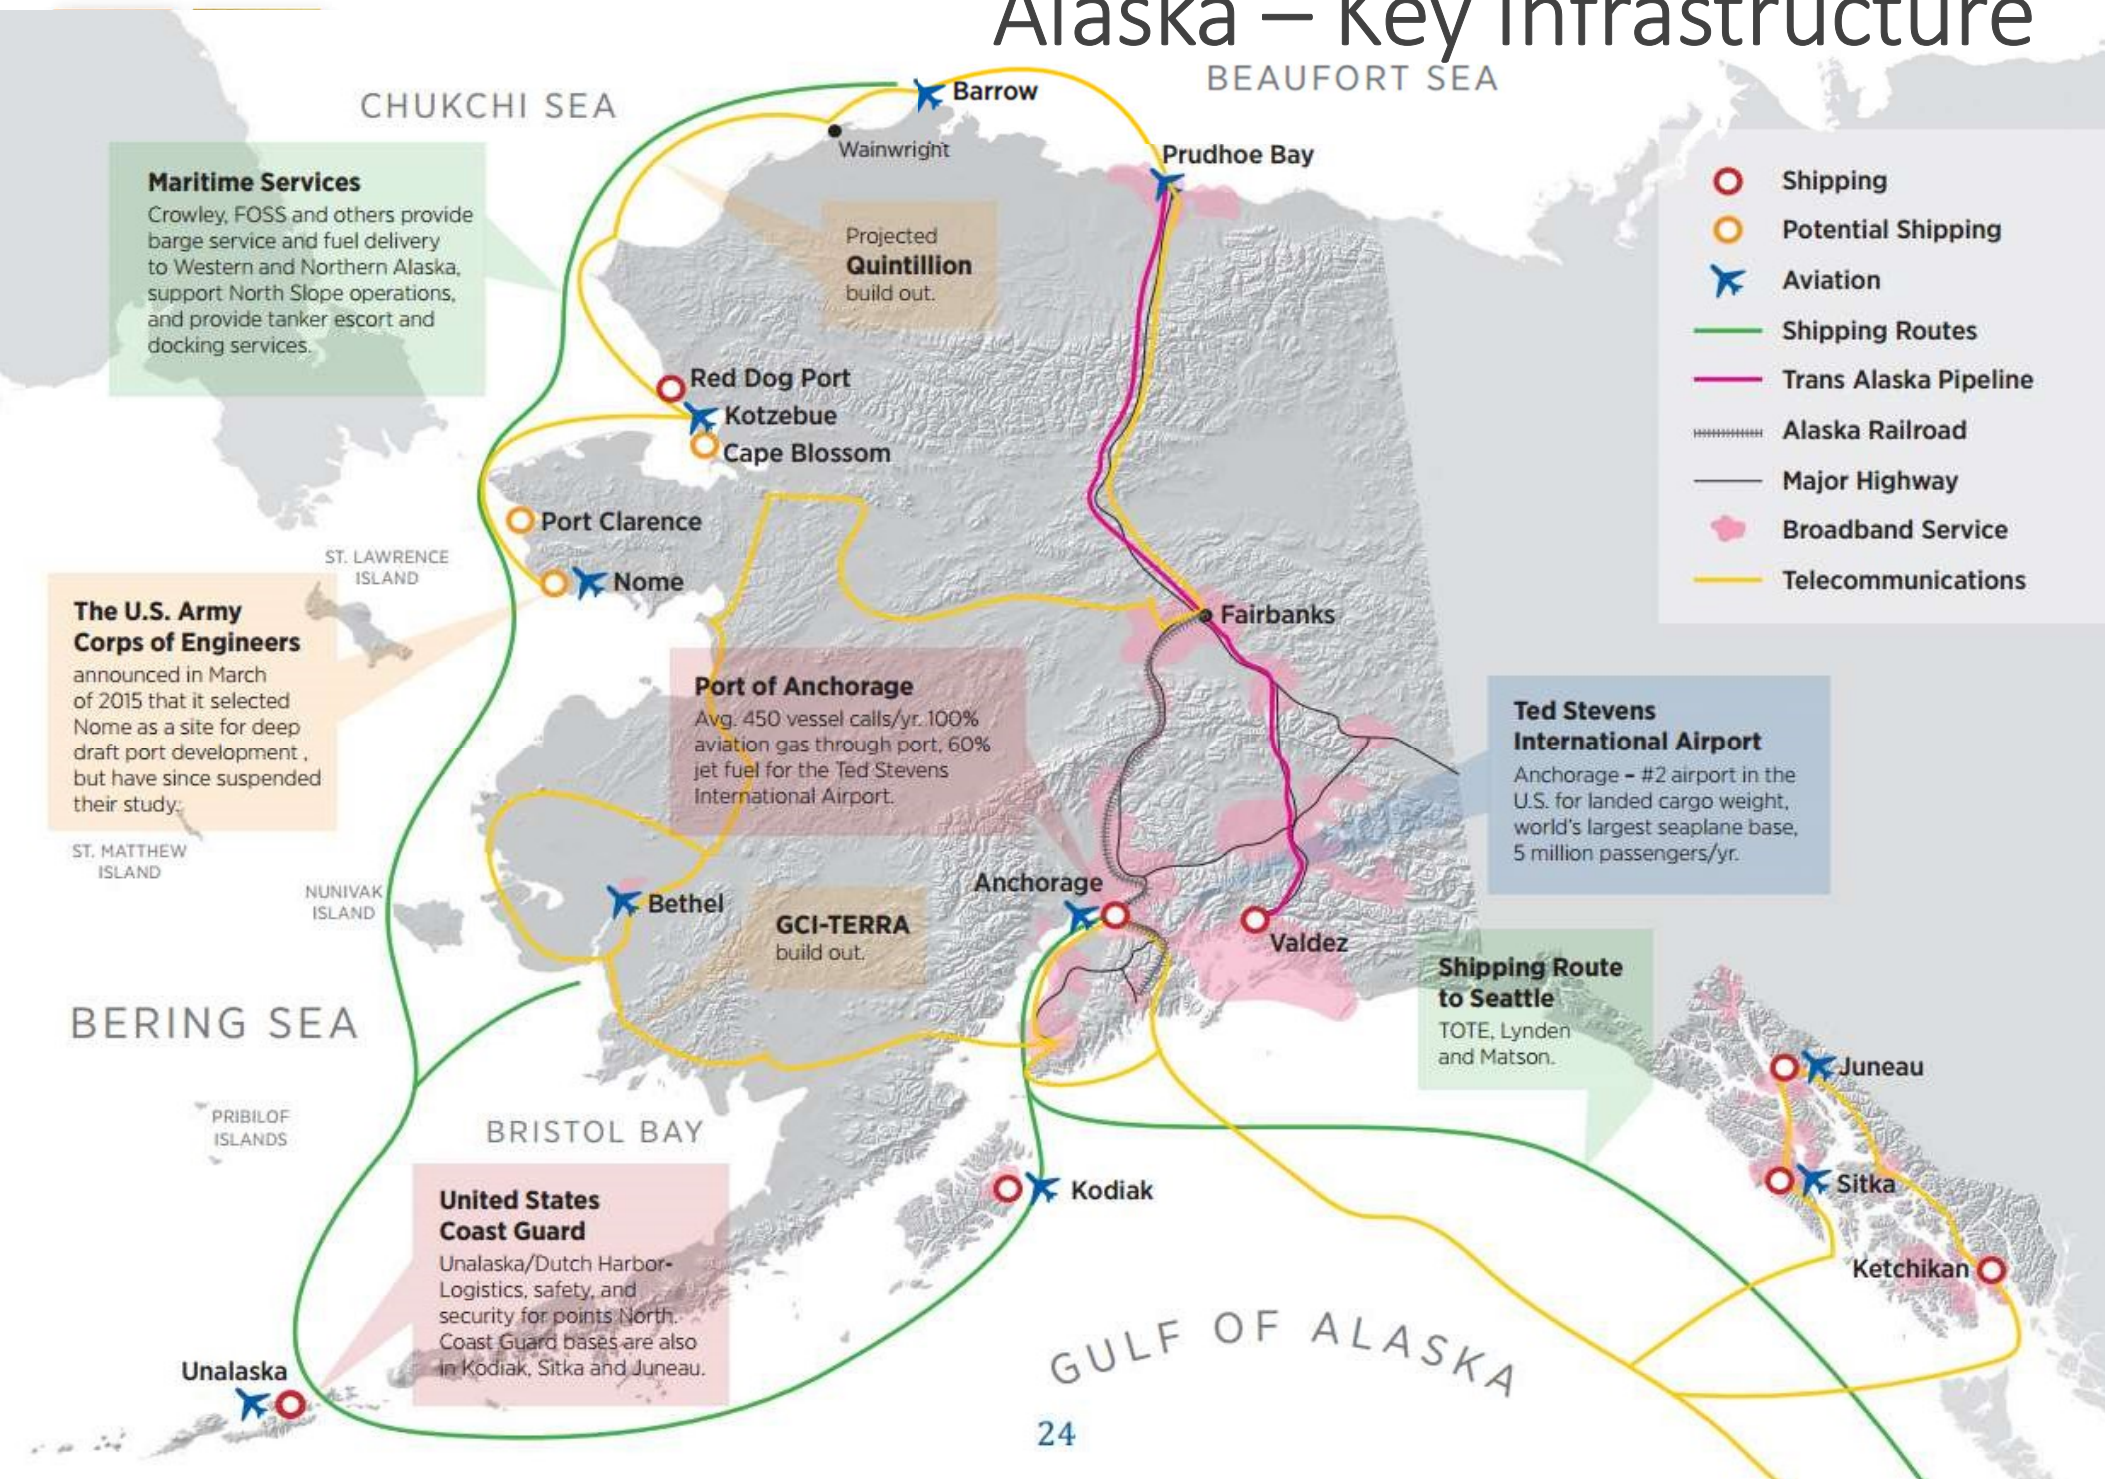 Alaska – Key Infrastructure
BEAUFORT SEA
CHUKCHI SEA
Barrow
Wainwright
Prudhoe Bay
Maritime Services
Crowley, FOSS and others provide
barge service and fuel delivery
to Western and Northern Alaska,
support North Slope operations,
and provide tanker escort and
docking services.
Projected
Quintillion
build out.
Shipping
Potential Shipping
Aviation
Shipping Routes
Trans Alaska Pipeline
Alaska Railroad
Major Highway
Broadband Service
Telecommunications
Red Dog Port
Kotzebue
Cape Blossom
Port Clarence
Nome
ST. LAWRENCE
ISLAND
The U.S. Army
Corps of Engineers
announced in March
of 2015 that it selected
Nome as a site for deep
draft port development ,
but have since suspended
their study.
Fairbanks
Port of Anchorage
Avg. 450 vessel calls/yr. 100%
aviation gas through port, 60%
jet fuel for the Ted Stevens
International Airport.
Ted Stevens
International Airport
Anchorage – #2 airport in the
U.S. for landed cargo weight,
world's largest seaplane base,
5 million passengers/yr.
ST. MATTHEW
ISLAND
NUNIVAK
ISLAND
Bethel
GCI-TERRA
build out.
Anchorage
Valdez
Shipping Route
to Seattle
TOTE, Lynden
and Matson.
BERING SEA
PRIBILOF
ISLANDS
BRISTOL BAY
Juneau
Sitka
Ketchikan
Kodiak
United States
Coast Guard
Unalaska/Dutch Harbor-
Logistics, safety, and
security for points North.
Coast Guard bases are also
in Kodiak, Sitka and Juneau.
Unalaska
GULF OF ALASKA
24